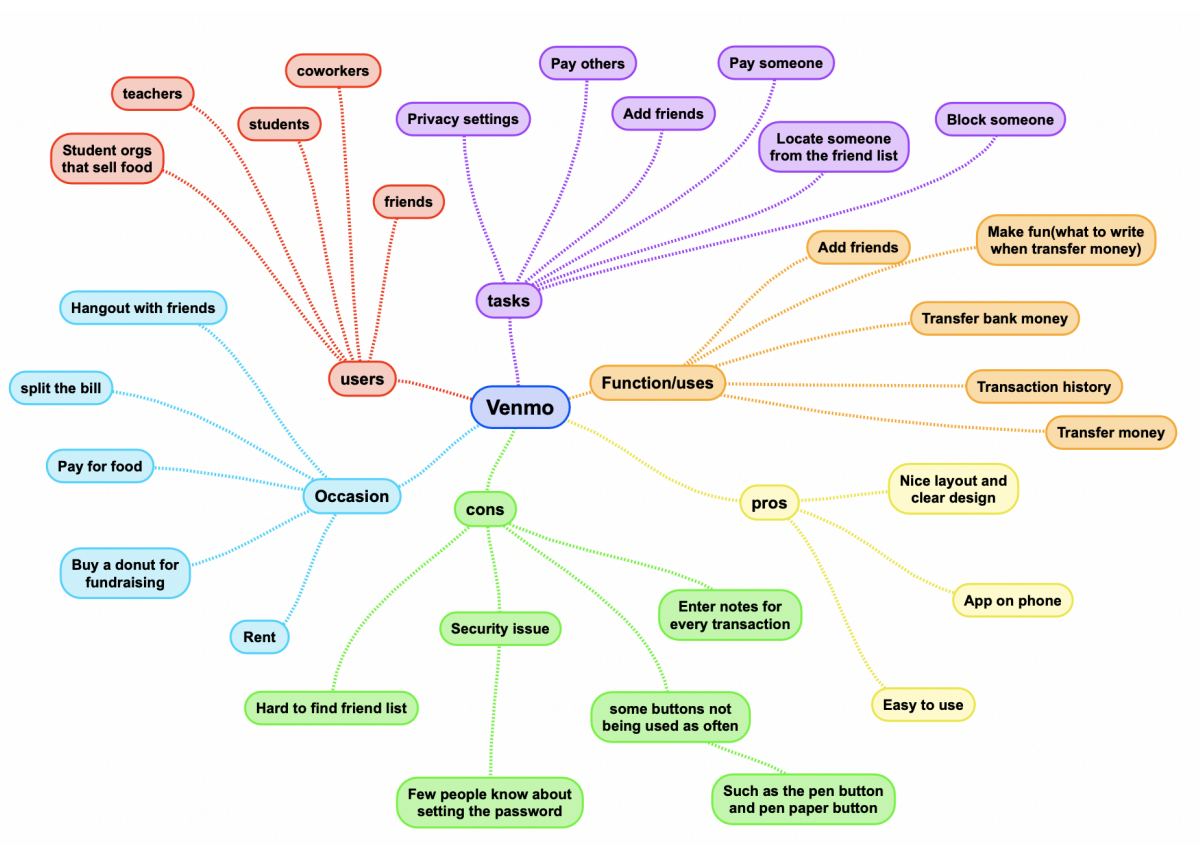 Venmo
users
Student orgs
that sell food
teachers
students
coworkers
friends
tasks
Privacy settings
Pay others
Add friends
Pay someone
Locate someone
from the friend list
Block someone
Function/uses
Add friends
Make fun(what to write
when transfer money)
Transfer bank money
Transaction history
Transfer money
pros
Nice layout and
clear design
App on phone
Easy to use
cons
Enter notes for
every transaction
some buttons not
being used as often
Such as the pen button
and pen paper button
Security issue
Few people know about
setting the password
Hard to find friend list
Occasion
Hangout with friends
split the bill
Pay for food
Buy a donut for
fundraising
Rent